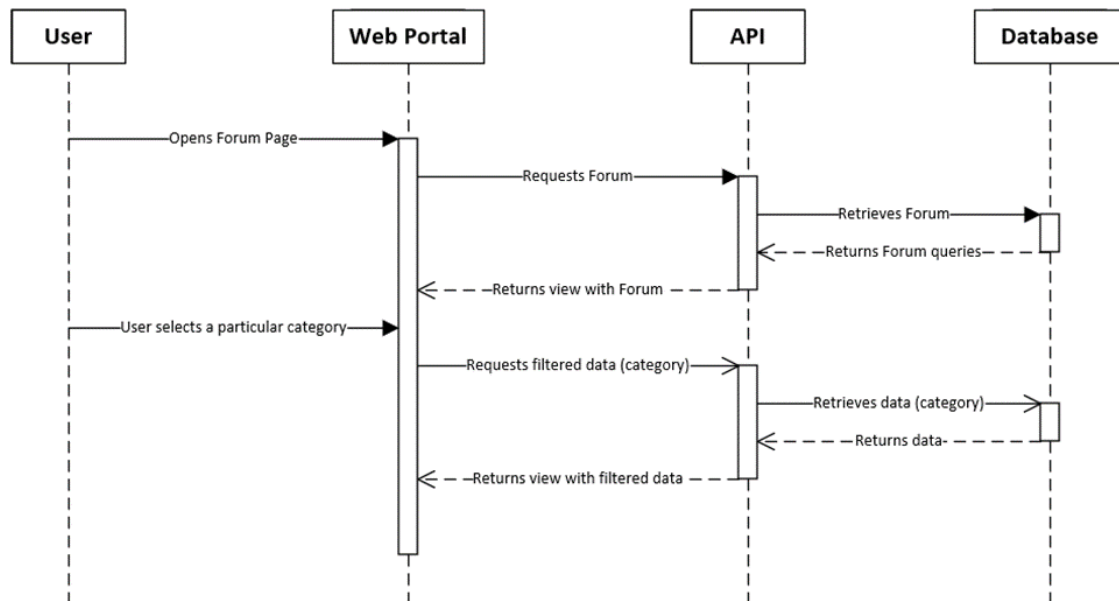 User
Web Portal
API
Database
Opens Forum Page
Requests Forum
Retrieves Forum
Returns Forum queries
Returns view with Forum
User selects a particular category
Requests filtered data (category)
Retrieves data (category)
Returns data-
Returns view with filtered data